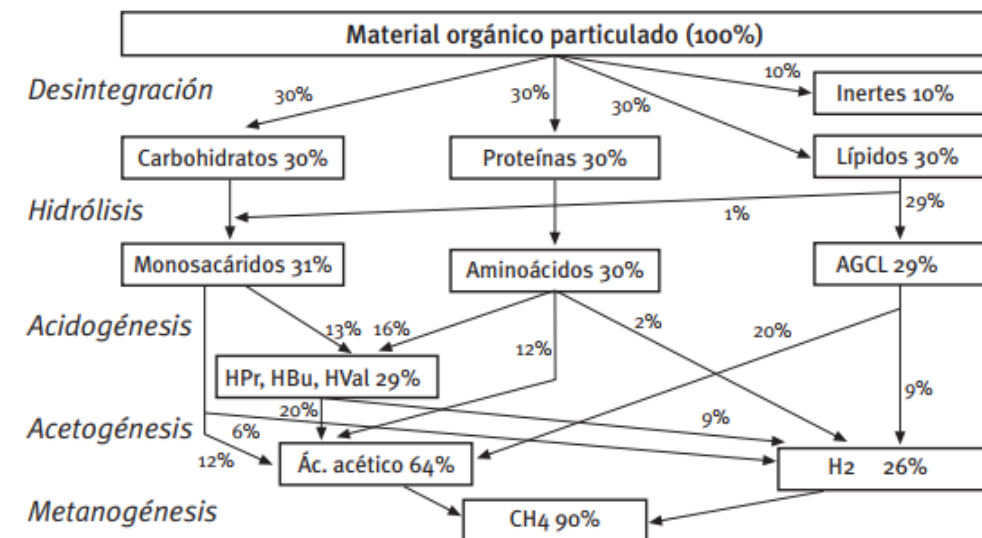 Material orgánico particulado (100%)
Desintegración
30%
30%
30%
10%
Inertes 10%
Carbohidratos 30%
Proteínas 30%
Lípidos 30%
Hidrólisis
1%
29%
Monosacáridos 31%
Aminoácidos 30%
AGCL 29%
Acidogénesis
13%
16%
12%
2%
20%
9%
HPr, HBu, HVal 29%
Acetogénesis
20%
9%
6%
12%
Ác. acético 64%
H2 26%
Metanogénesis
CH4 90%